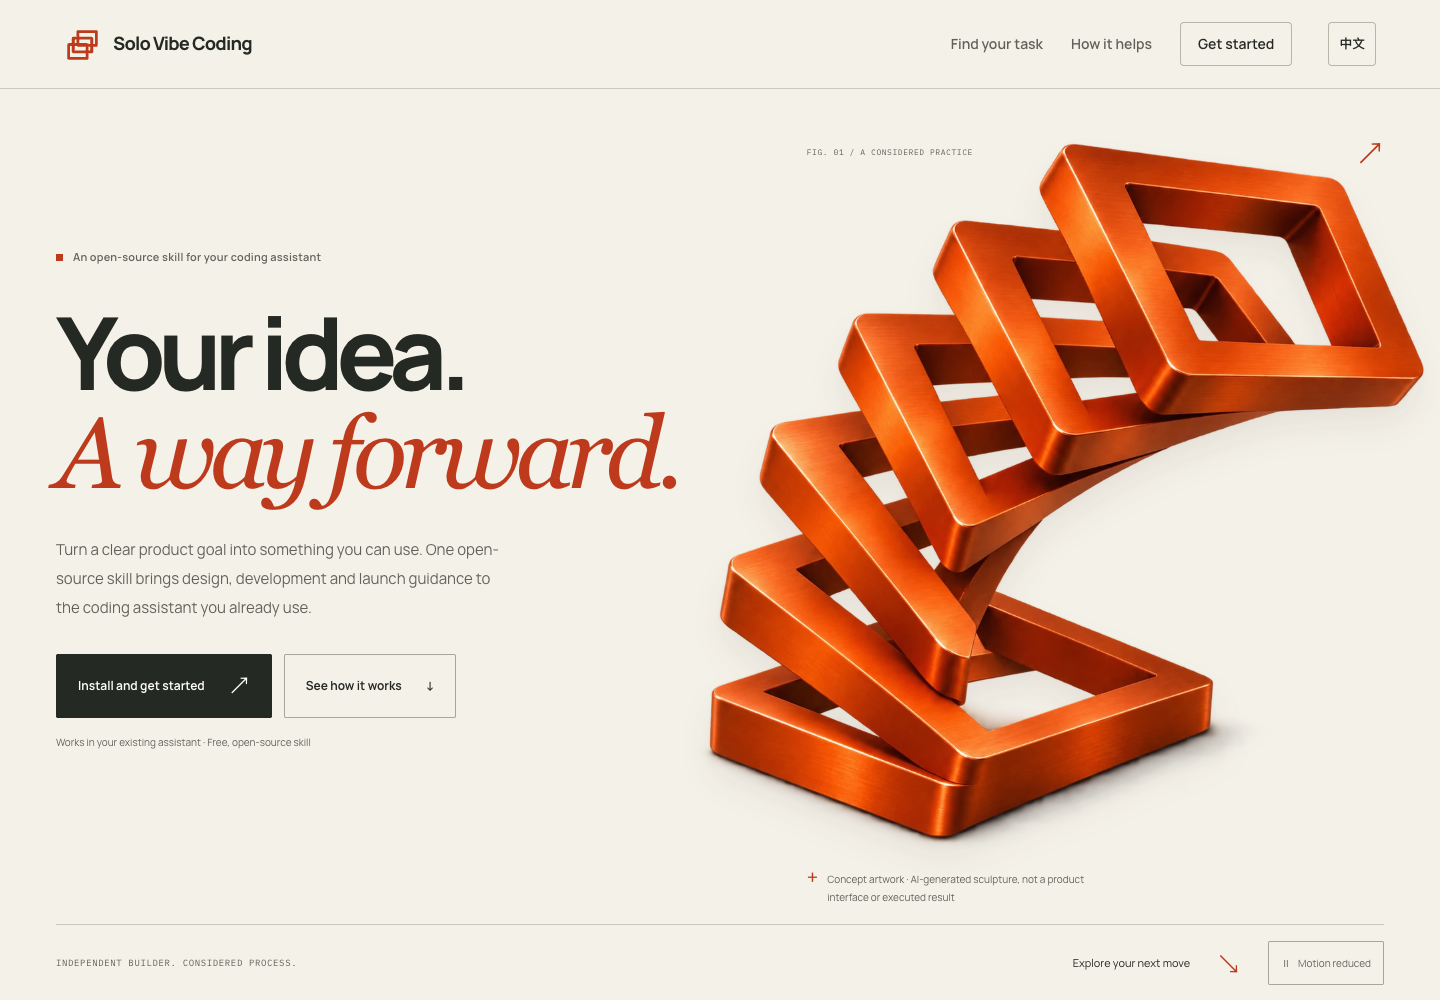 Solo Vibe Coding
Find your task
How it helps
Get started
中文
FIG. 01 / A CONSIDERED PRACTICE
An open-source skill for your coding assistant
Your idea.
A way forward.
Turn a clear product goal into something you can use. One open-
source skill brings design, development and launch guidance to
the coding assistant you already use.
Install and get started ↗
See how it works ↓
Works in your existing assistant · Free, open-source skill
Concept artwork · AI-generated sculpture, not a product
interface or executed result
INDEPENDENT BUILDER. CONSIDERED PROCESS.
Explore your next move ↘
Motion reduced